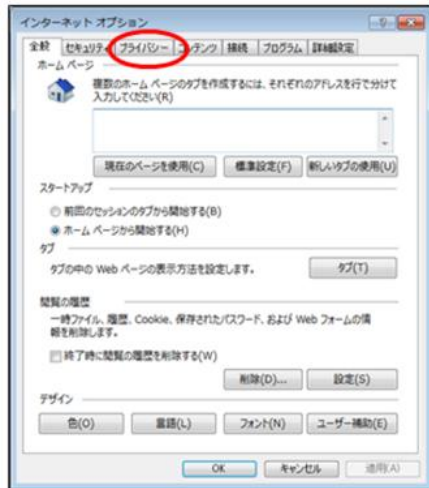 インターネット オプション
全般 セキュリティ プライバシー コンテンツ 接続 プログラム 詳細設定
ホーム ページ
複数のホーム ページのタブを作成するには、それぞれのアドレスを行で分けて
入力してください(R)
現在のページを使用(C) 標準設定(F) 新しいタブの使用(U)
スタートアップ
前回のセッションのタブから開始する(B)
ホーム ページから開始する(H)
タブ
タブの中の Web ページの表示方法を設定します。 タブ(T)
閲覧の履歴
一時ファイル、履歴、Cookie、保存されたパスワード、および Web フォームの情
報を削除します。
終了時に閲覧の履歴を削除する(W)
削除(D)... 設定(S)
デザイン
色(O) 言語(L) フォント(N) ユーザー補助(E)
OK キャンセル 適用(A)